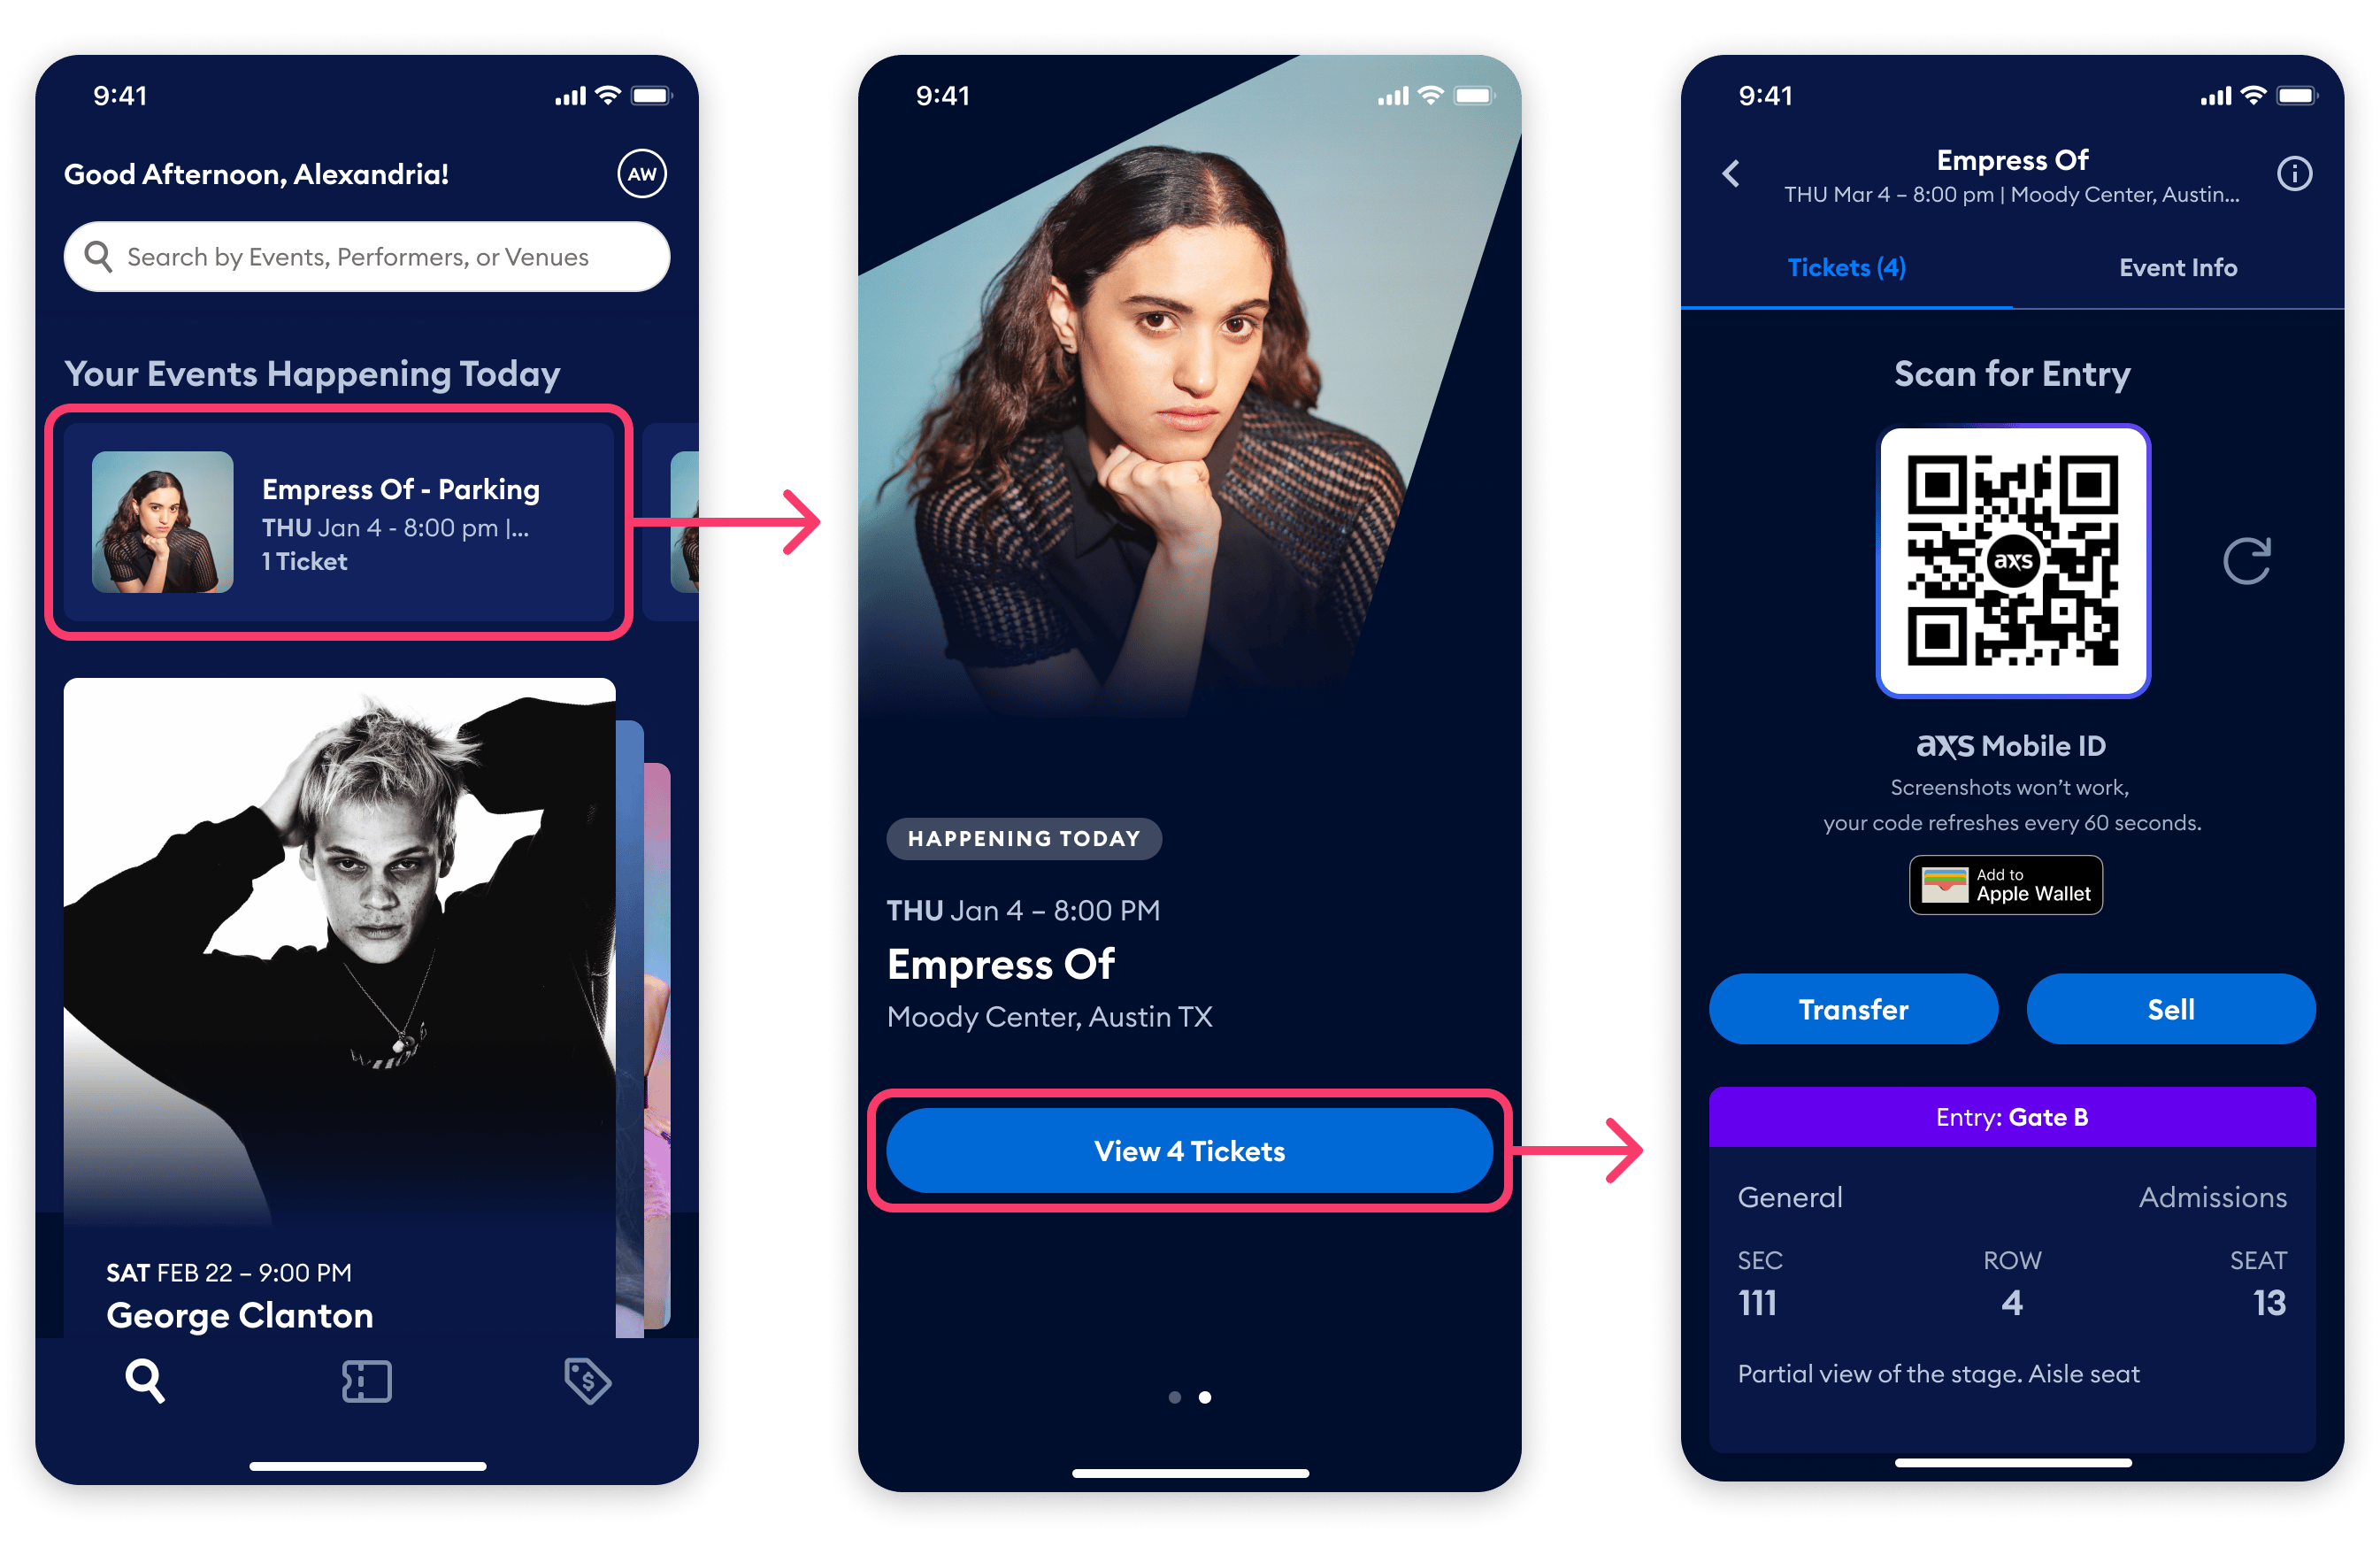 9:41
Good Afternoon, Alexandria!
AW
Search by Events, Performers, or Venues
Your Events Happening Today
Empress Of - Parking
THU Jan 4 - 8:00 pm |...
1 Ticket
SAT FEB 22 – 9:00 PM
George Clanton
$
9:41
HAPPENING TODAY
THU Jan 4 – 8:00 PM
Empress Of
Moody Center, Austin TX
View 4 Tickets
9:41
Empress Of
THU Mar 4 – 8:00 pm | Moody Center, Austin...
Tickets (4)
Event Info
Scan for Entry
axs
axs Mobile ID
Screenshots won't work,
your code refreshes every 60 seconds.
Add to
Apple Wallet
Transfer
Sell
Entry: Gate B
General
Admissions
SEC
ROW
SEAT
111
4
13
Partial view of the stage. Aisle seat